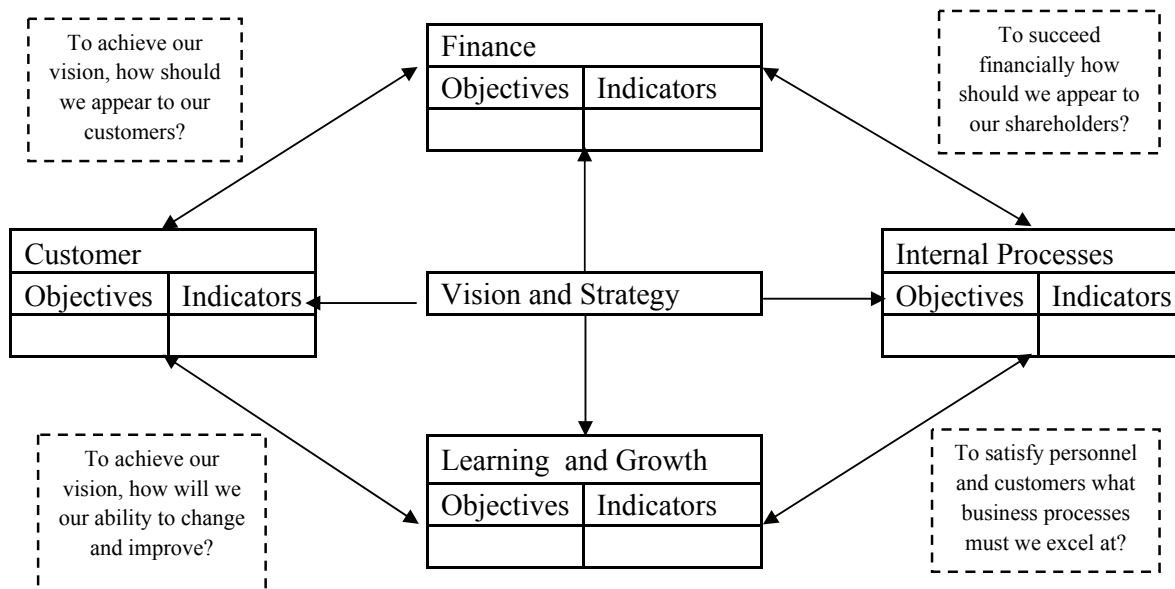 To achieve our
vision, how should
we appear to our
customers?
Finance
Objectives Indicators
To succeed
financially how
should we appear to
our shareholders?
Customer
Objectives Indicators
Vision and Strategy
Internal Processes
Objectives Indicators
To achieve our
vision, how will we
our ability to change
and improve?
Learning and Growth
Objectives Indicators
To satisfy personnel
and customers what
business processes
must we excel at?